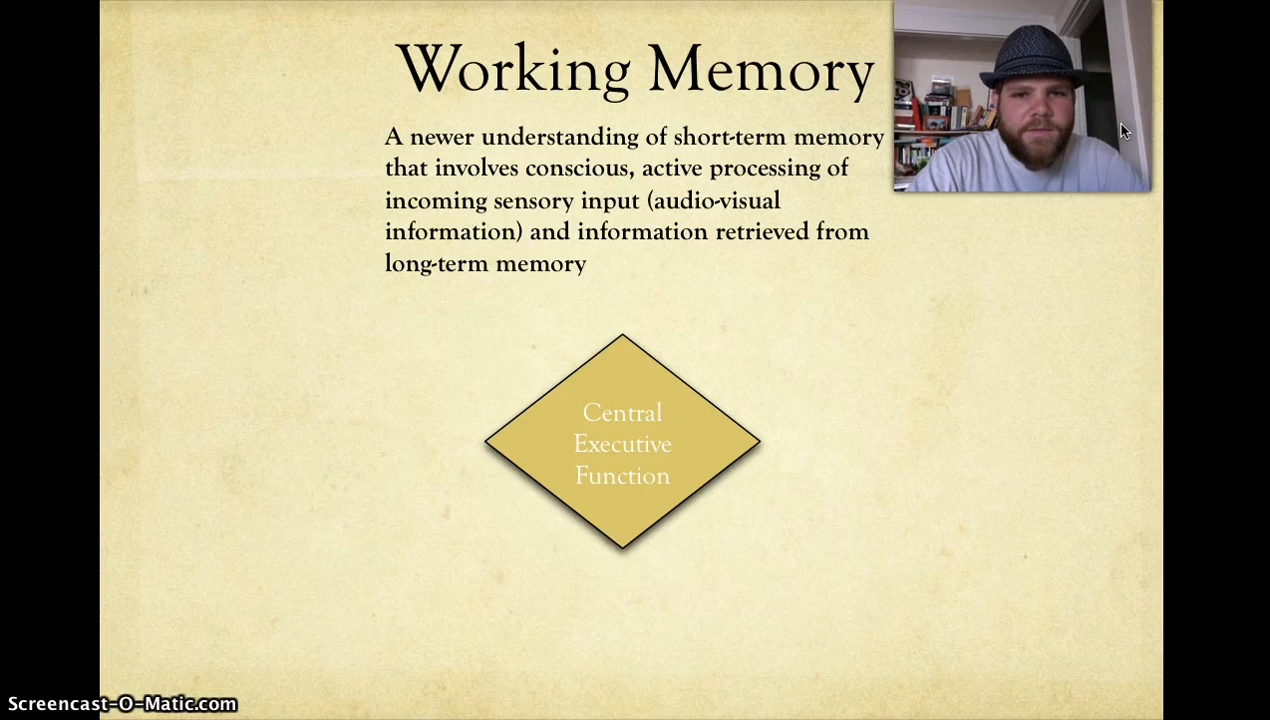 Working Memory
A newer understanding of short-term memory
that involves conscious, active processing of
incoming sensory input (audio-visual
information) and information retrieved from
long-term memory
Central
Executive
Function
Screencast-O-Matic.com